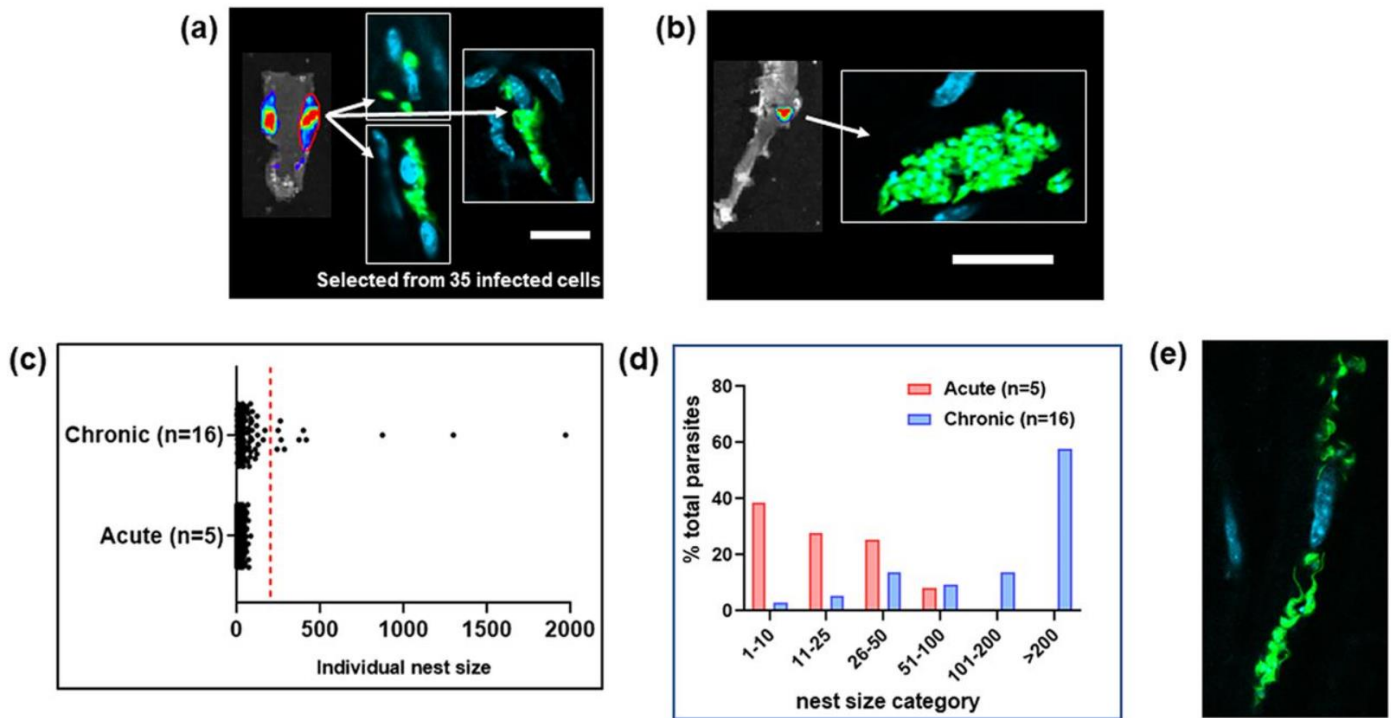 (a)
Selected from 35 infected cells
(b)
(c)
Chronic (n=16)
Acute (n=5)
0 500 1000 1500 2000
Individual nest size
(d)
Acute (n=5)
Chronic (n=16)
80
60
40
20
0
% total parasites
1-10 11-25 26-50 51-100 101-200 >200
nest size category
(e)